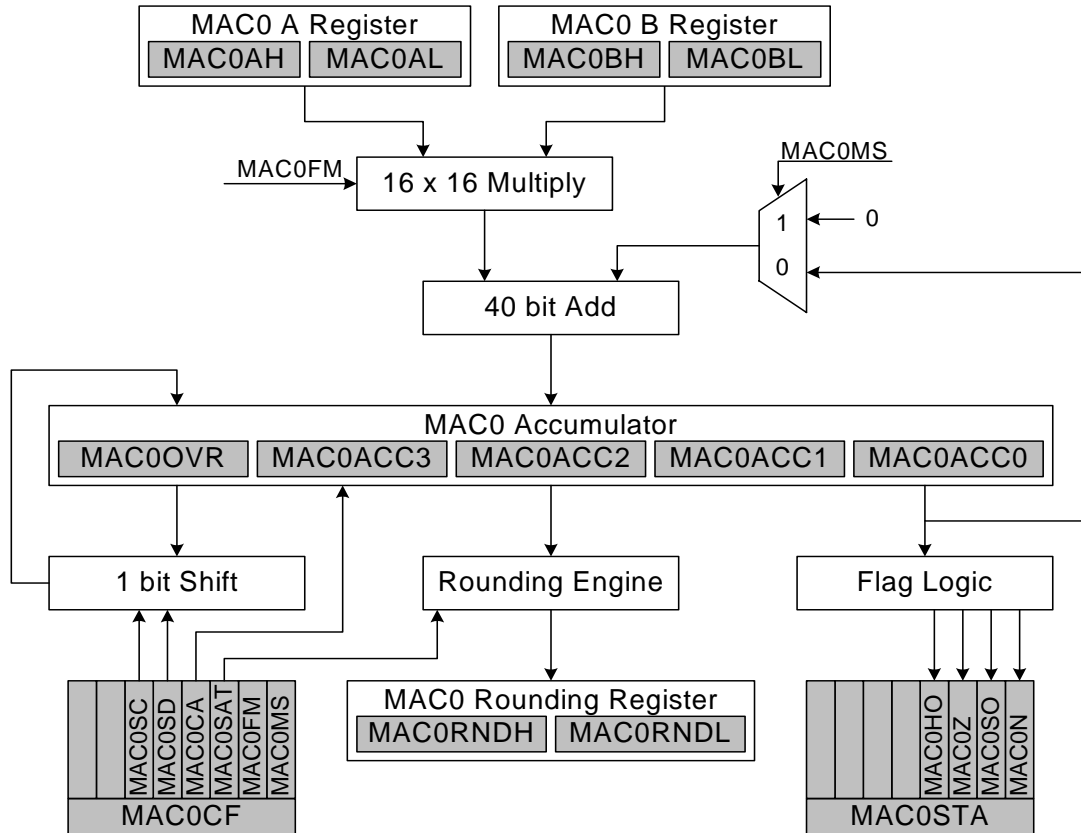 MAC0 A Register
MAC0AH MAC0AL
MAC0 B Register
MAC0BH MAC0BL
MAC0FM
16 x 16 Multiply
MAC0MS
1
0
0
40 bit Add
MAC0 Accumulator
MAC0OVR MAC0ACC3 MAC0ACC2 MAC0ACC1 MAC0ACC0
1 bit Shift
Rounding Engine
Flag Logic
MAC0SC
MAC0SD
MAC0CA
MAC0SAT
MAC0FM
MAC0MS
MAC0CF
MAC0 Rounding Register
MAC0RNDH MAC0RNDL
MAC0HO
MAC0Z
MAC0SO
MAC0N
MAC0STA